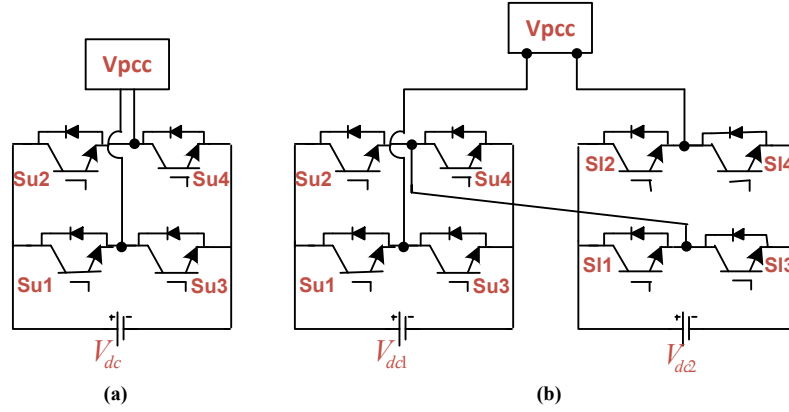 Vpcc
Su2
Su4
Su1
Su3
+ -
Vdc
(a)
Vpcc
Su2
Su4
Sl2
Sl4
Su1
Su3
Sl1
Sl3
+ -
Vdc1
+ -
Vdc2
(b)